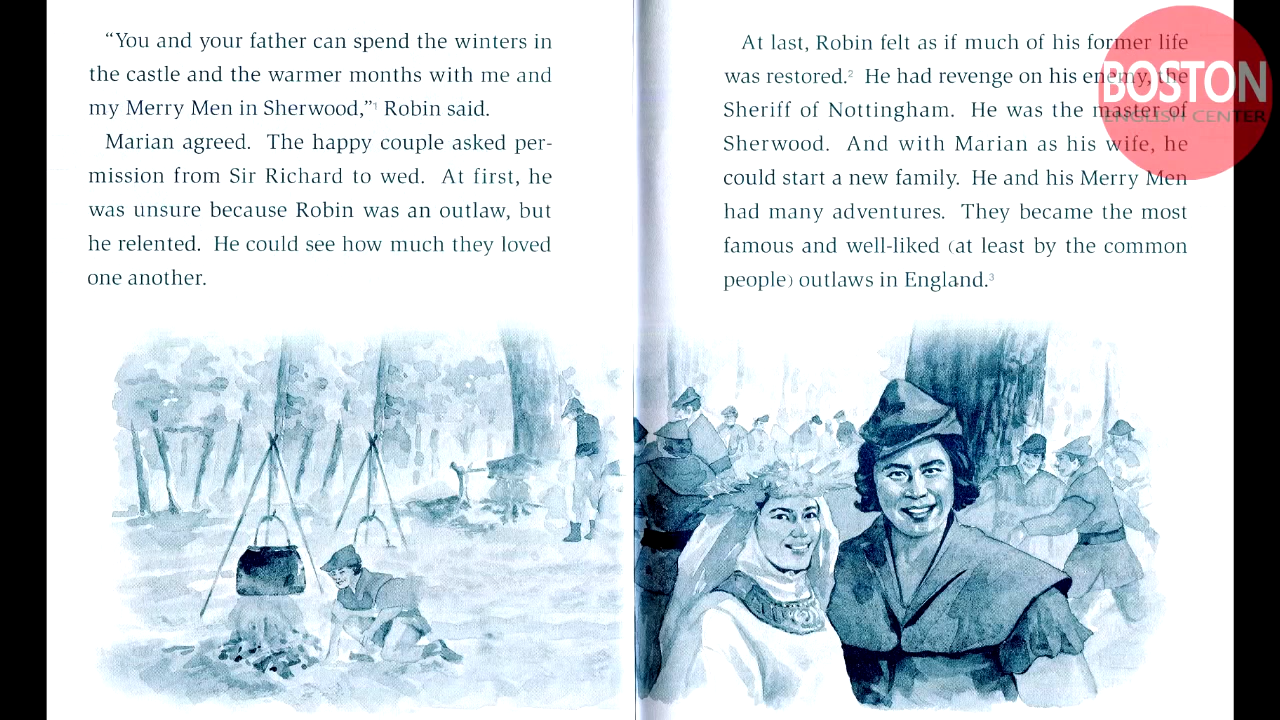 “You and your father can spend the winters in
the castle and the warmer months with me and
my Merry Men in Sherwood,”¹ Robin said.
Marian agreed. The happy couple asked per-
mission from Sir Richard to wed. At first, he
was unsure because Robin was an outlaw, but
he relented. He could see how much they loved
one another.
At last, Robin felt as if much of his former life
was restored.² He had revenge on his enemy, the
Sheriff of Nottingham. He was the master of
Sherwood. And with Marian as his wife, he
could start a new family. He and his Merry Men
had many adventures. They became the most
famous and well-liked (at least by the common
people) outlaws in England.³
BOSTON
ENGLISH CENTER